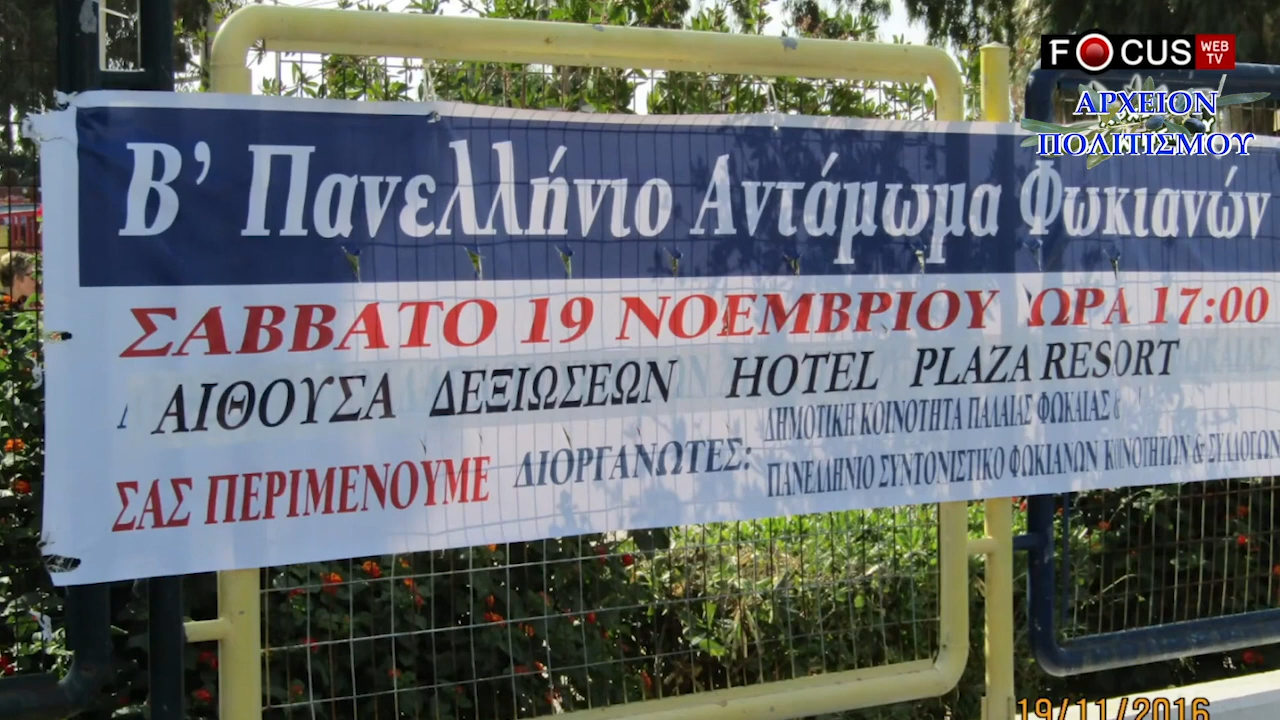 FOCUS WEB TV
ΑΡΧΕΙΟΝ
ΠΟΛΙΤΙΣΜΟΥ
Β’ Πανελλήνιο Αντάμωμα Φωκιανών
ΣΑΒΒΑΤΟ 19 ΝΟΕΜΒΡΙΟΥ ΩΡΑ 17:00
ΑΙΘΟΥΣΑ ΔΕΞΙΩΣΕΩΝ HOTEL PLAZA RESORT
ΣΑΣ ΠΕΡΙΜΕΝΟΥΜΕ ΔΙΟΡΓΑΝΩΤΕΣ:
ΔΗΜΟΤΙΚΗ ΚΟΙΝΟΤΗΤΑ ΠΑΛΑΙΑΣ ΦΩΚΑΙΑΣ &
ΠΑΝΕΛΛΗΝΙΟ ΣΥΝΤΟΝΙΣΤΙΚΟ ΦΩΚΙΑΝΩΝ ΚΟΙΝΟΤΗΤΩΝ & ΣΥΛΛΟΓΩΝ
19/11/2016